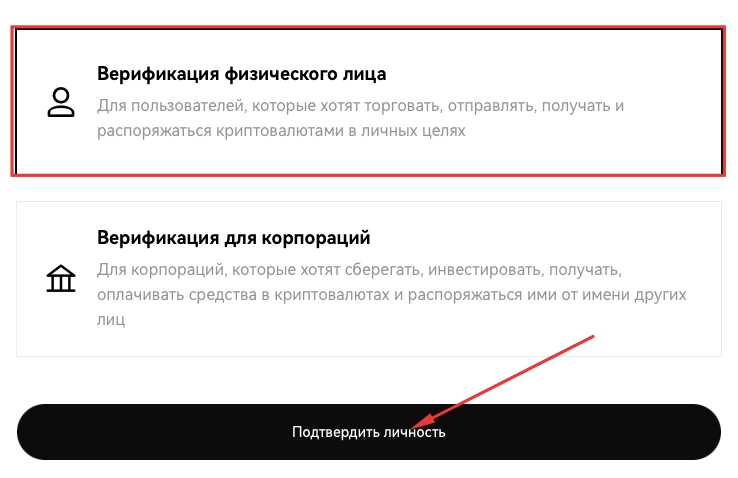 Верификация физического лица
Для пользователей, которые хотят торговать, отправлять, получать и
распоряжаться криптовалютами в личных целях
Верификация для корпораций
Для корпораций, которые хотят сберегать, инвестировать, получать,
оплачивать средства в криптовалютах и распоряжаться ими от имени других
лиц
Подтвердить личность